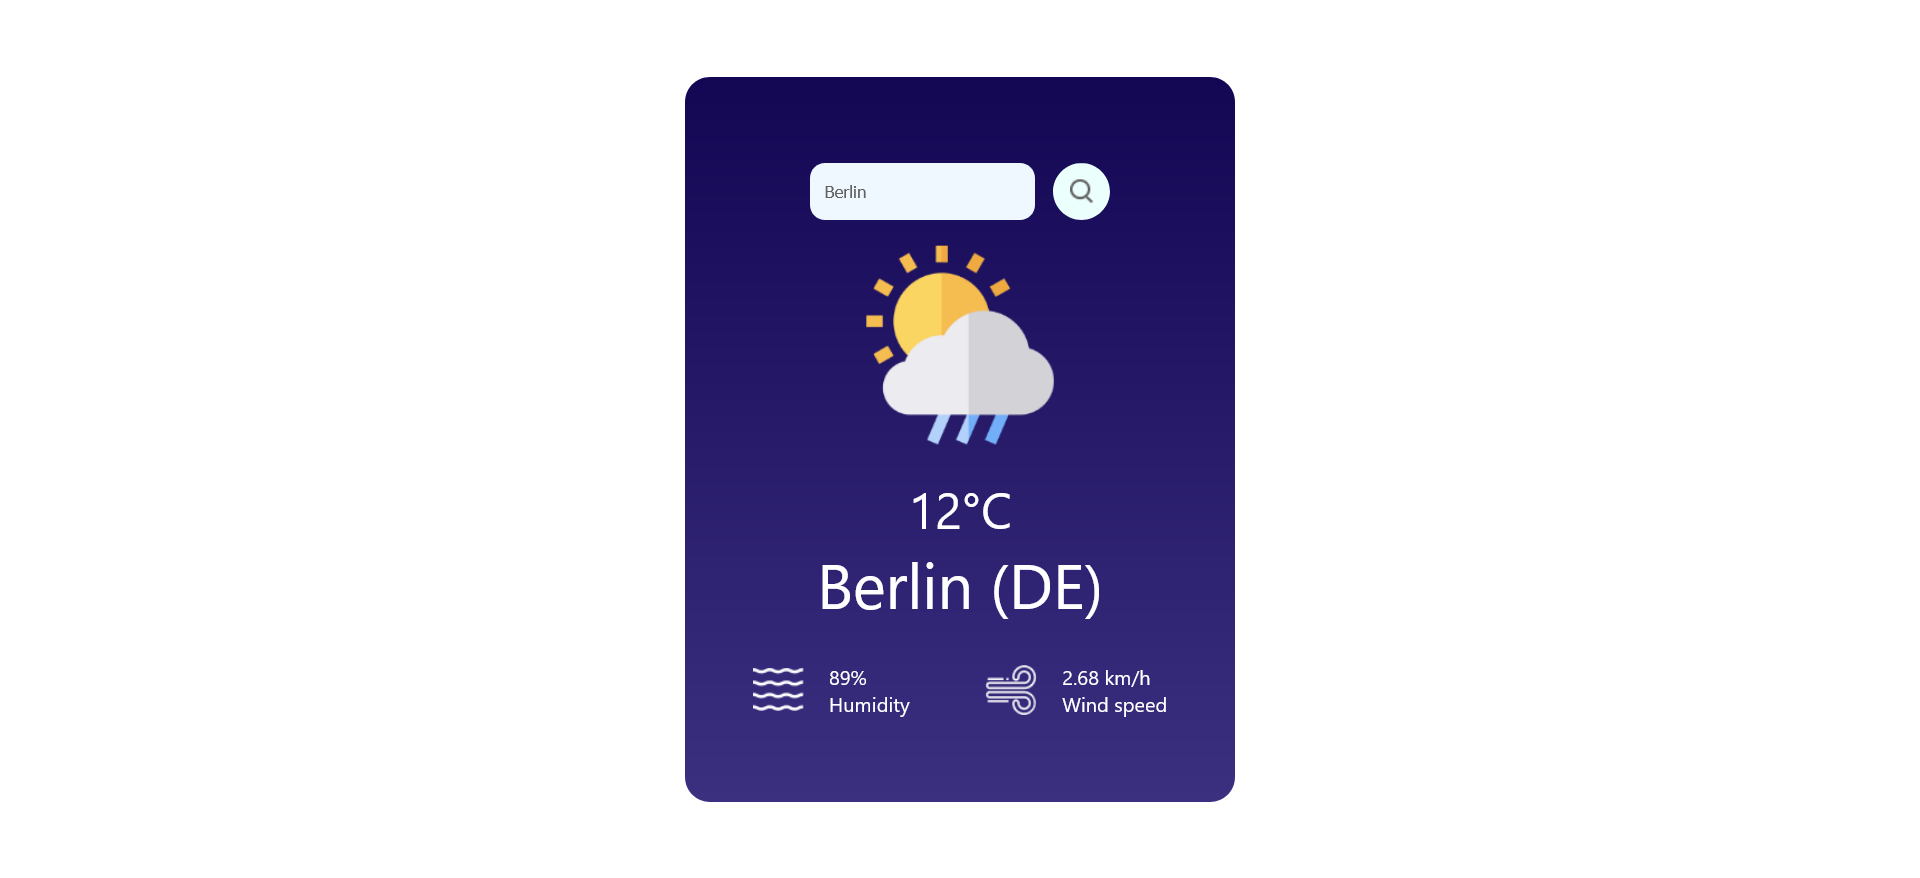 Berlin
12°C
Berlin (DE)
89%
Humidity
2.68 km/h
Wind speed